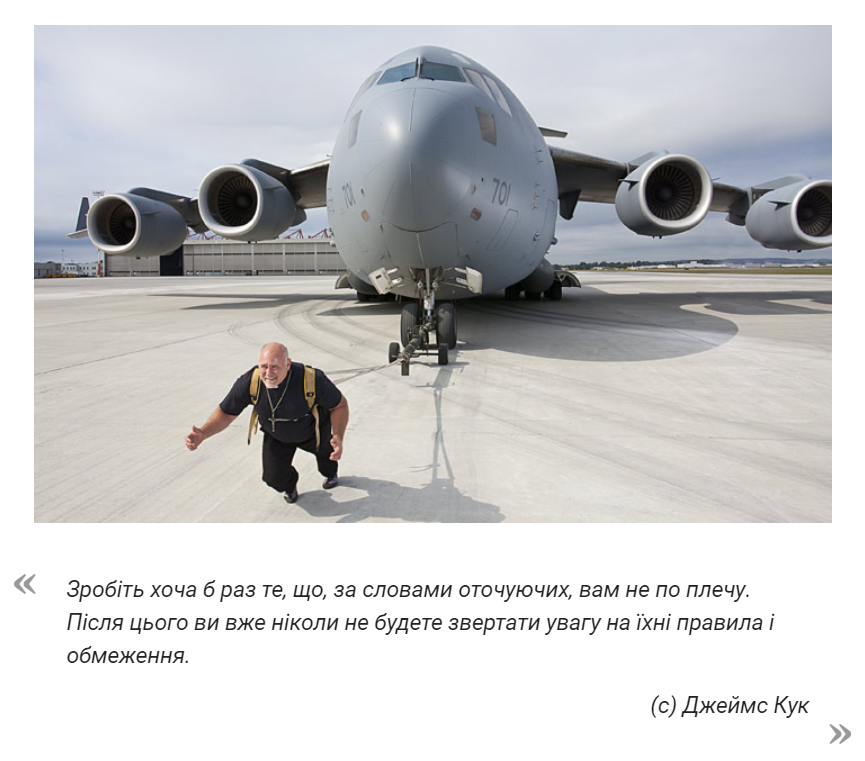 701
701
« Зробіть хоча б раз те, що, за словами оточуючих, вам не по плечу.
Після цього ви вже ніколи не будете звертати увагу на їхні правила і
обмеження.
(с) Джеймс Кук
»